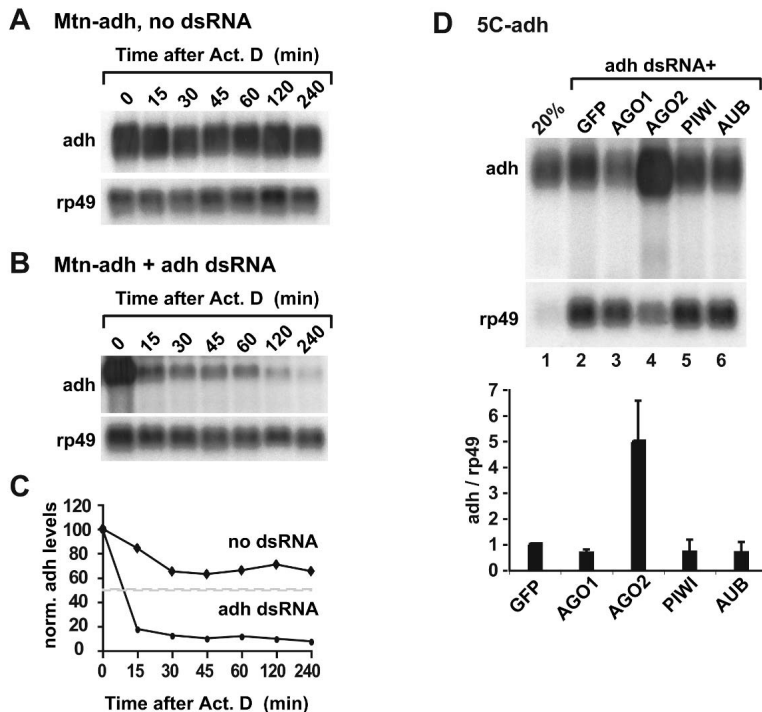 A Mtn-adh, no dsRNA
Time after Act. D (min)
0 15 30 45 60 120 240
adh
rp49
B Mtn-adh + adh dsRNA
Time after Act. D (min)
0 15 30 45 60 120 240
adh
rp49
C
norm. adh levels
120
100
80
60
40
20
0
no dsRNA
adh dsRNA
0 15 30 45 60 120 240
Time after Act. D (min)
D 5C-adh
adh dsRNA+
20% GFP AGO1 AGO2 PIWI AUB
adh
rp49
1 2 3 4 5 6
adh / rp49
7
6
5
4
3
2
1
0
GFP AGO1 AGO2 PIWI AUB